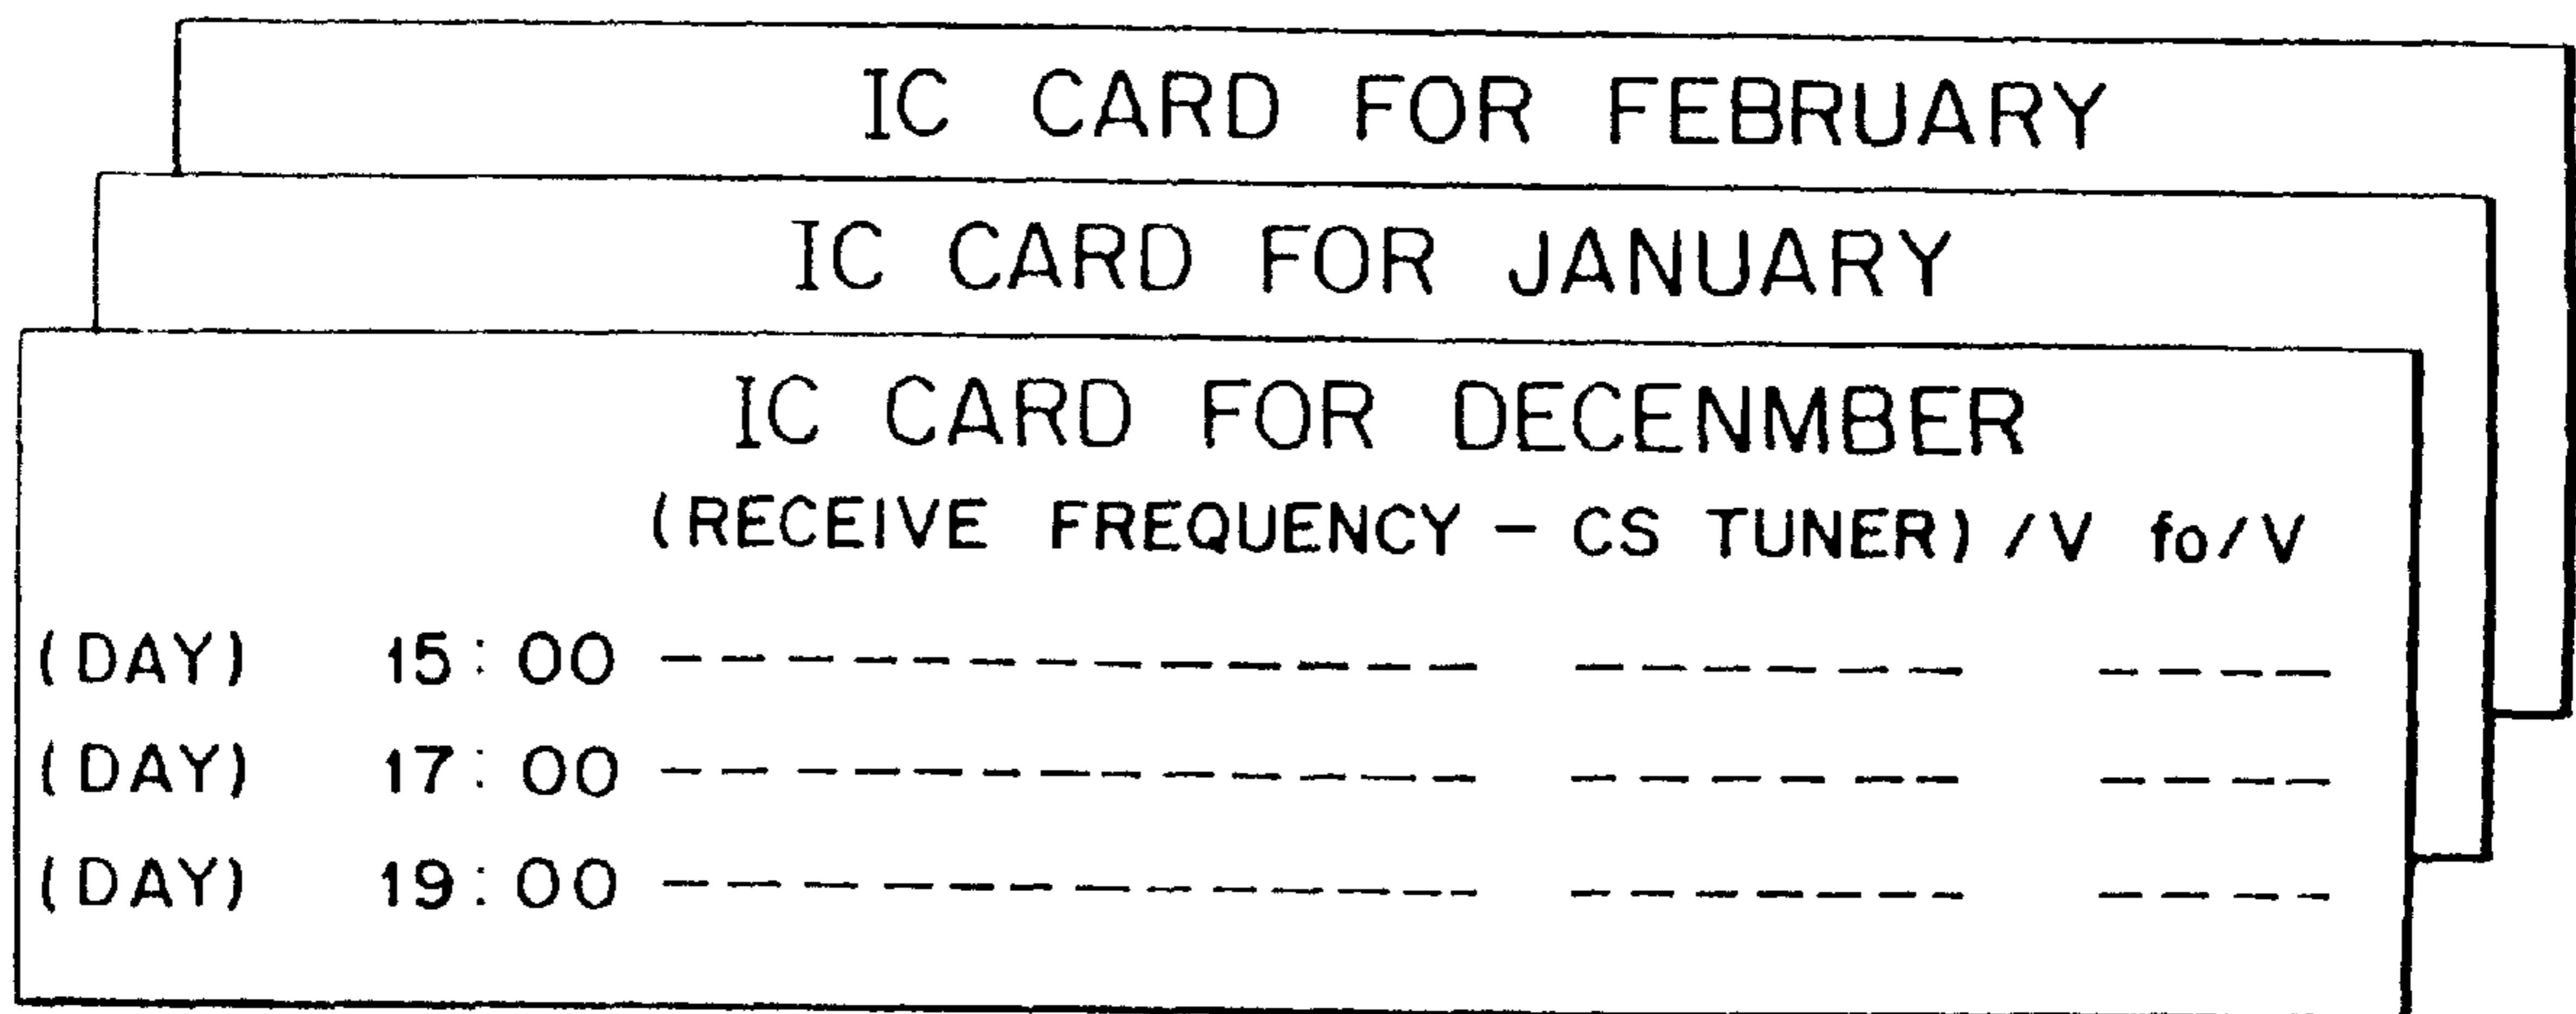 IC CARD FOR FEBRUARY
IC CARD FOR JANUARY
IC CARD FOR DECENMBER
(RECEIVE FREQUENCY - CS TUNER) / V fo/V
(DAY) 15:00
(DAY) 17:00
(DAY) 19:00